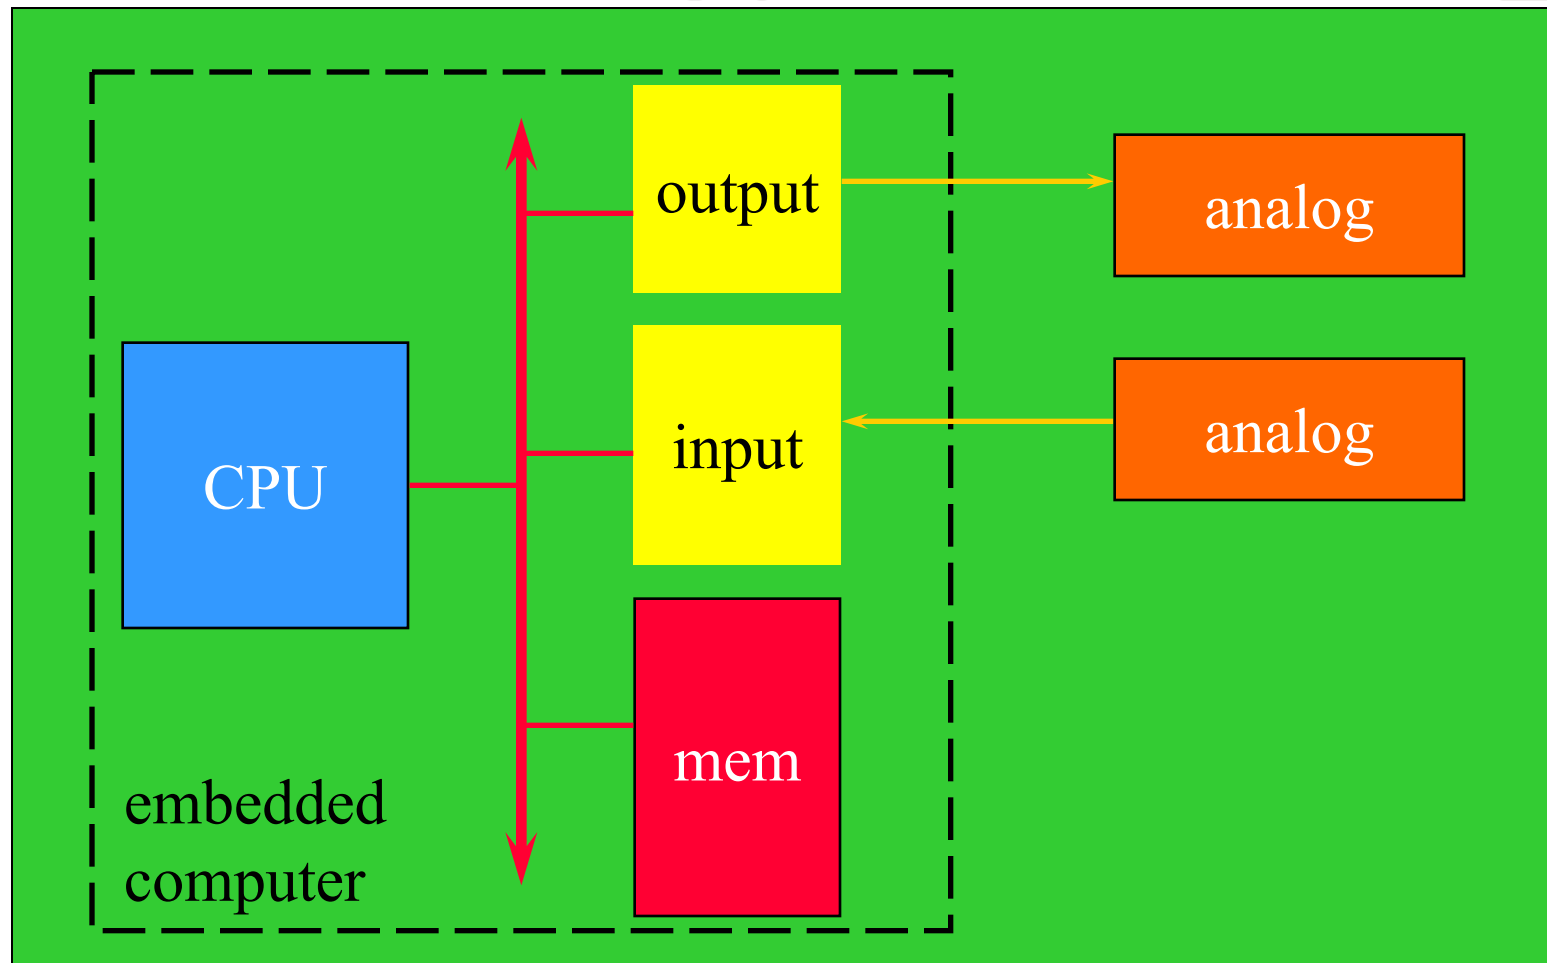 output
analog
input
analog
CPU
mem
embedded
computer